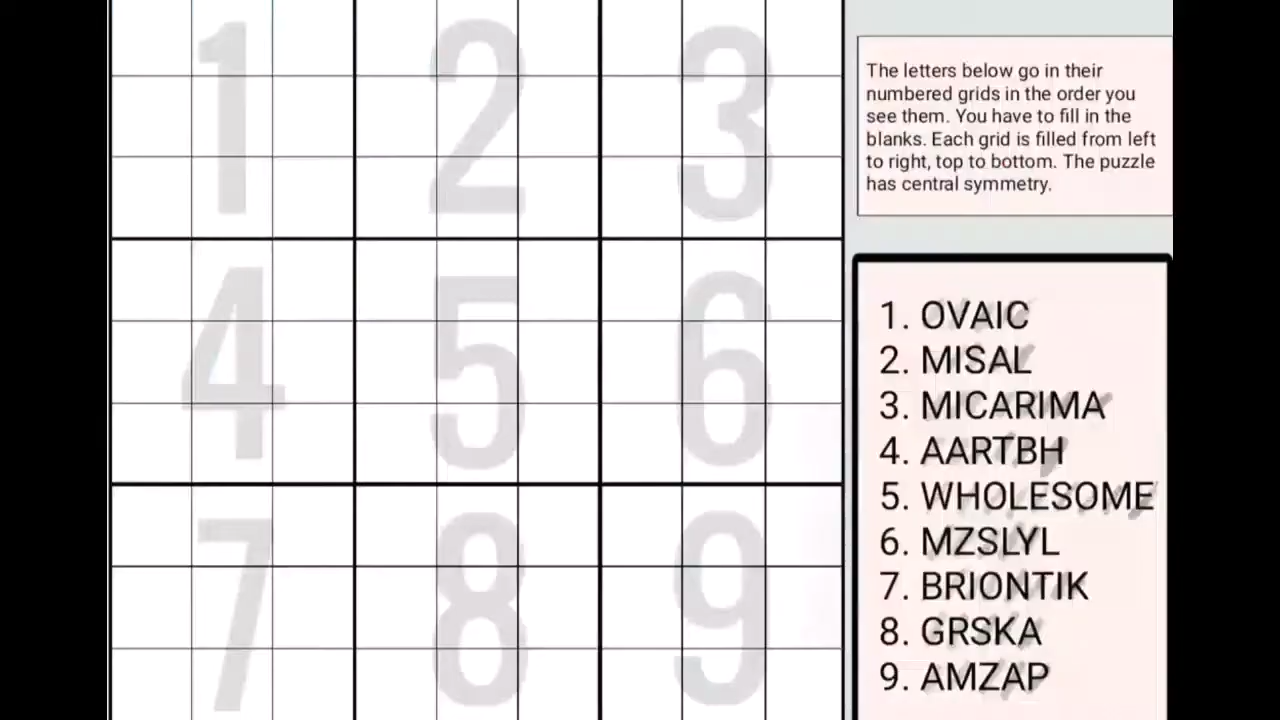 1
2
3
4
5
6
7
8
9
The letters below go in their
numbered grids in the order you
see them. You have to fill in the
blanks. Each grid is filled from left
to right, top to bottom. The puzzle
has central symmetry.
1. OVAIC
2. MISAL
3. MICARIMA
4. AARTBH
5. WHOLESOME
6. MZSLYL
7. BRIONTIK
8. GRSKA
9. AMZAP